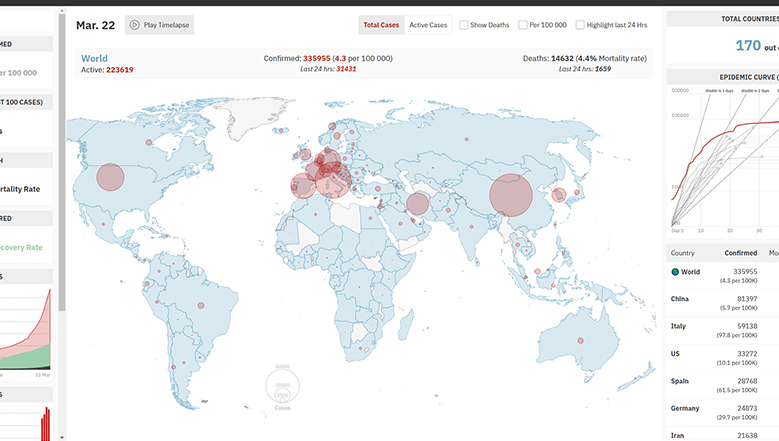 Mar. 22
Play Timelapse
Total Cases
Active Cases
Show Deaths
Per 100 000
Highlight last 24 Hrs
TOTAL COUNTRIES
170 out
World
Active: 223619
Confirmed: 335955 (4.3 per 100 000)
Last 24 hrs: 31431
Deaths: 14632 (4.4% Mortality rate)
Last 24 hrs: 1659
MED
er 100 000
ST 100 CASES)
s
H
rtality Rate
RED
covery Rate
S
22 Mar
S
50000
10000
1000
Cases
EPIDEMIC CURVE (
500000
100000
Day 1
10
20
30
Country Confirmed Mo
World 335955
(4.3 per 100K)
China 81397
(5.7 per 100K)
Italy 59138
(97.8 per 100K)
US 33272
(10.1 per 100K)
Spain 28768
(61.5 per 100K)
Germany 24873
(29.7 per 100K)
Iran 21638